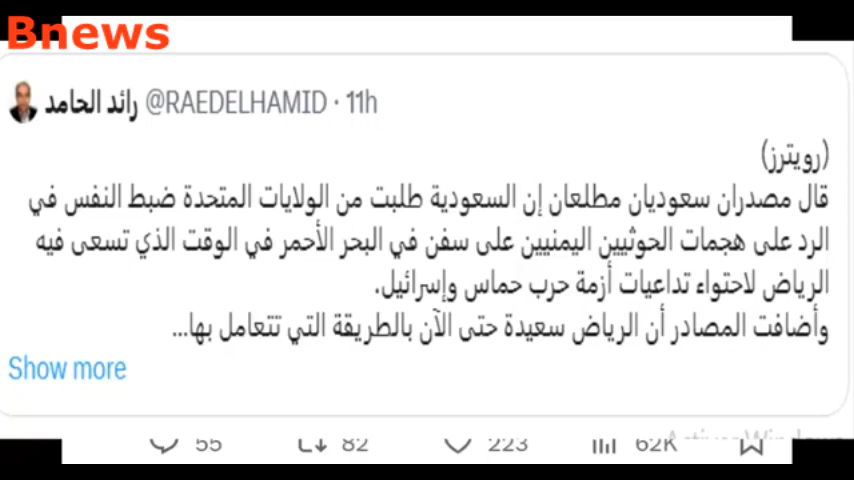 Bnews
رائد الحامد @RAEDELHAMID · 11h
(رويترز)
قال مصدران سعوديان مطلعان إن السعودية طلبت من الولايات المتحدة ضبط النفس في
الرد على هجمات الحوثيين اليمنيين على سفن في البحر الأحمر في الوقت الذي تسعى فيه
الرياض لاحتواء تداعيات أزمة حرب حماس وإسرائيل.
وأضافت المصادر أن الرياض سعيدة حتى الآن بالطريقة التي تتعامل بها...
Show more
55 82 223 62K